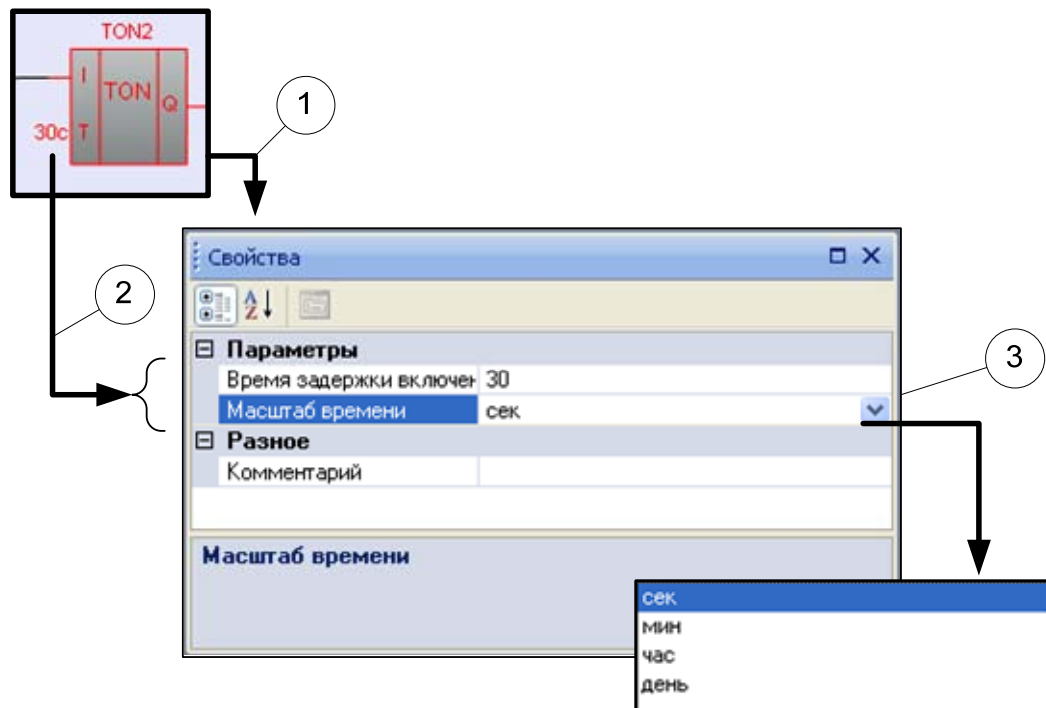 TON2
I
TON
Q
30с
T
1
Свойства
2
Параметры
3
Время задержки включен 30
Масштаб времени сек
Разное
Комментарий
Масштаб времени
сек
мин
час
день